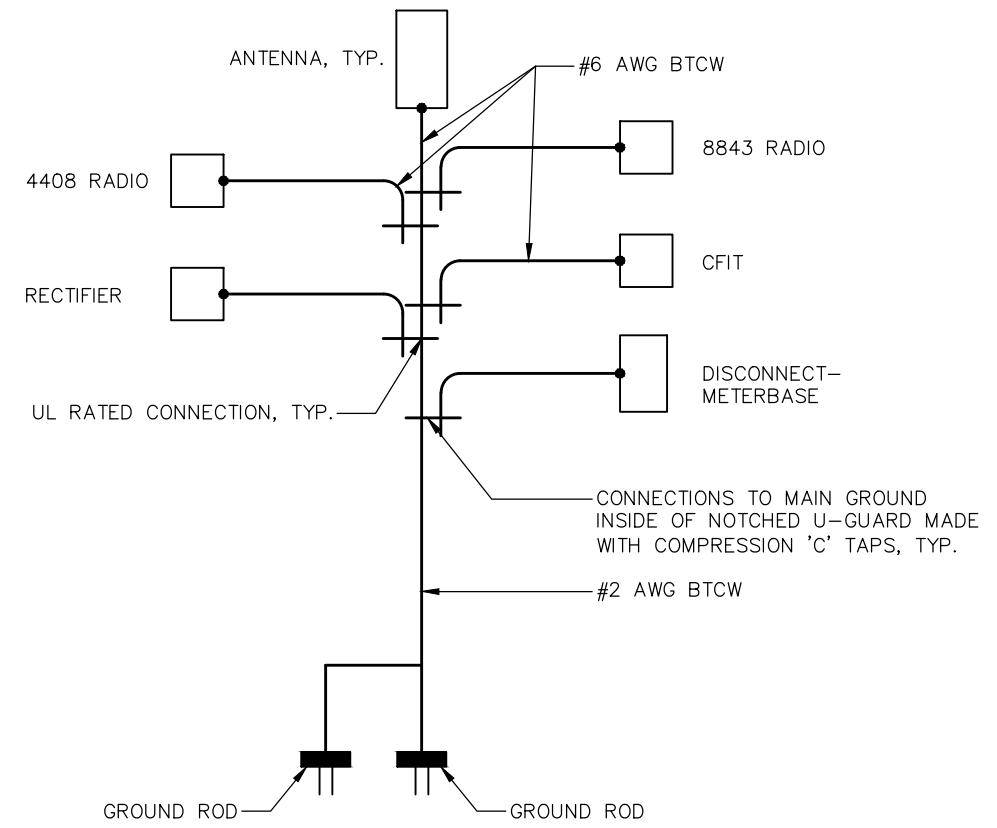 ANTENNA, TYP.
#6 AWG BTCW
8843 RADIO
4408 RADIO
CFIT
RECTIFIER
DISCONNECT-
METERBASE
UL RATED CONNECTION, TYP.
CONNECTIONS TO MAIN GROUND
INSIDE OF NOTCHED U-GUARD MADE
WITH COMPRESSION 'C' TAPS, TYP.
#2 AWG BTCW
GROUND ROD
GROUND ROD